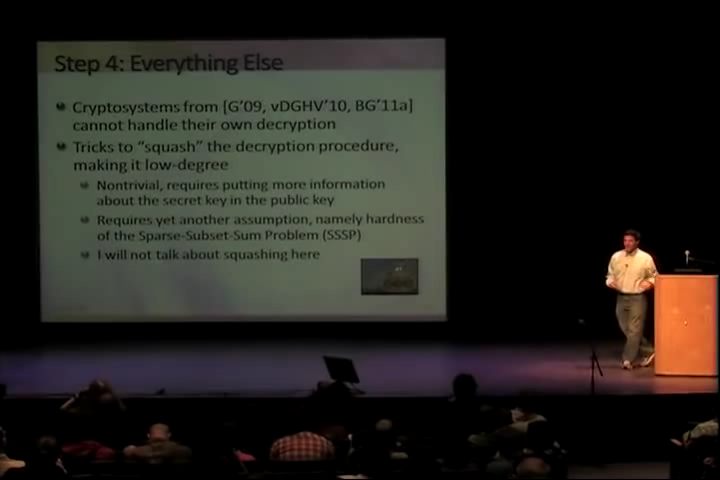 Step 4: Everything Else
Cryptosystems from [G'09, vDGHV'10, BG'11a]
cannot handle their own decryption
Tricks to “squash” the decryption procedure,
making it low-degree
Nontrivial, requires putting more information
about the secret key in the public key
Requires yet another assumption, namely hardness
of the Sparse-Subset-Sum Problem (SSSP)
I will not talk about squashing here